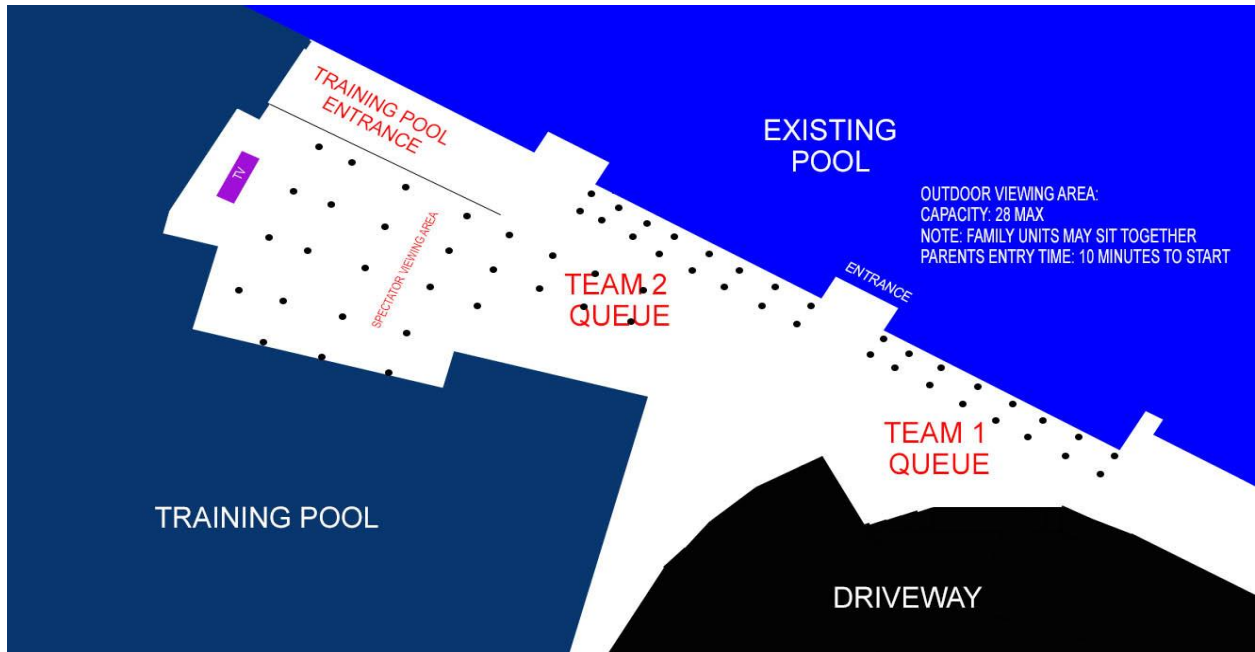 TRAINING POOL
ENTRANCE
TV
SPECTATOR VIEWING AREA
EXISTING
POOL
OUTDOOR VIEWING AREA:
CAPACITY: 28 MAX
NOTE: FAMILY UNITS MAY SIT TOGETHER
PARENTS ENTRY TIME: 10 MINUTES TO START
ENTRANCE
TEAM 2
QUEUE
TEAM 1
QUEUE
TRAINING POOL
DRIVEWAY